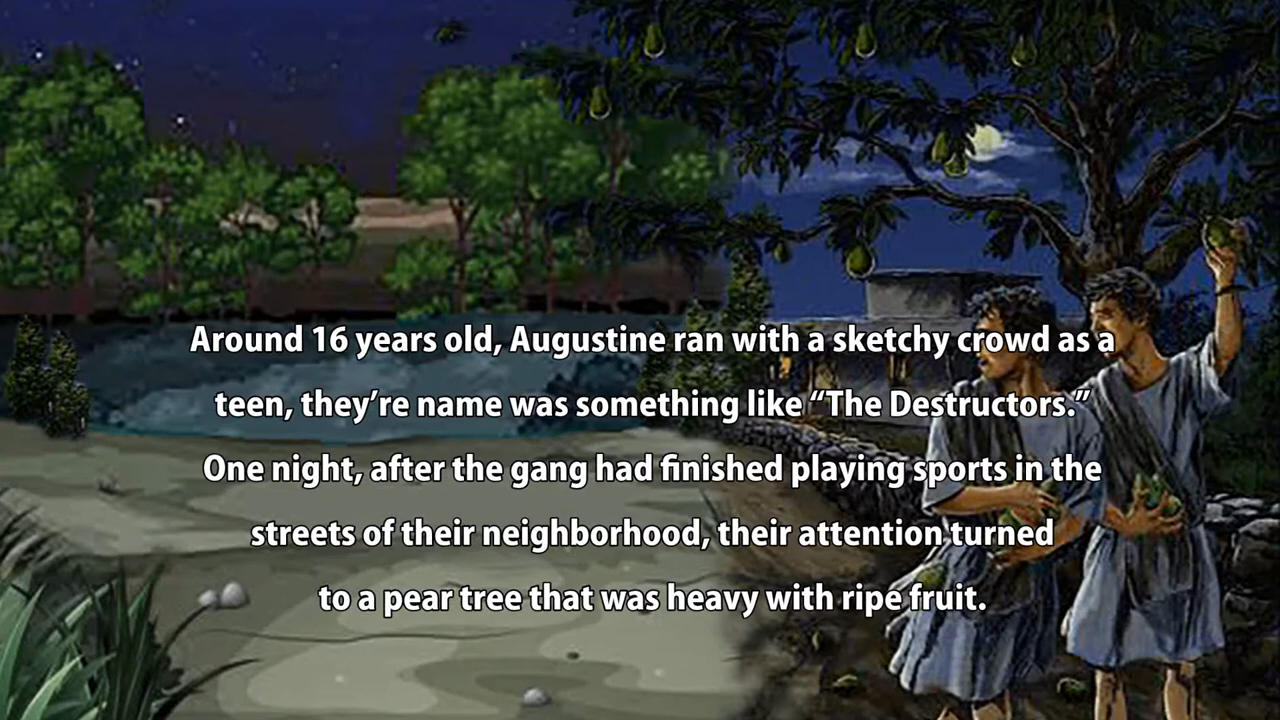 Around 16 years old, Augustine ran with a sketchy crowd as a
teen, they’re name was something like “The Destructors.”
One night, after the gang had finished playing sports in the
streets of their neighborhood, their attention turned
to a pear tree that was heavy with ripe fruit.